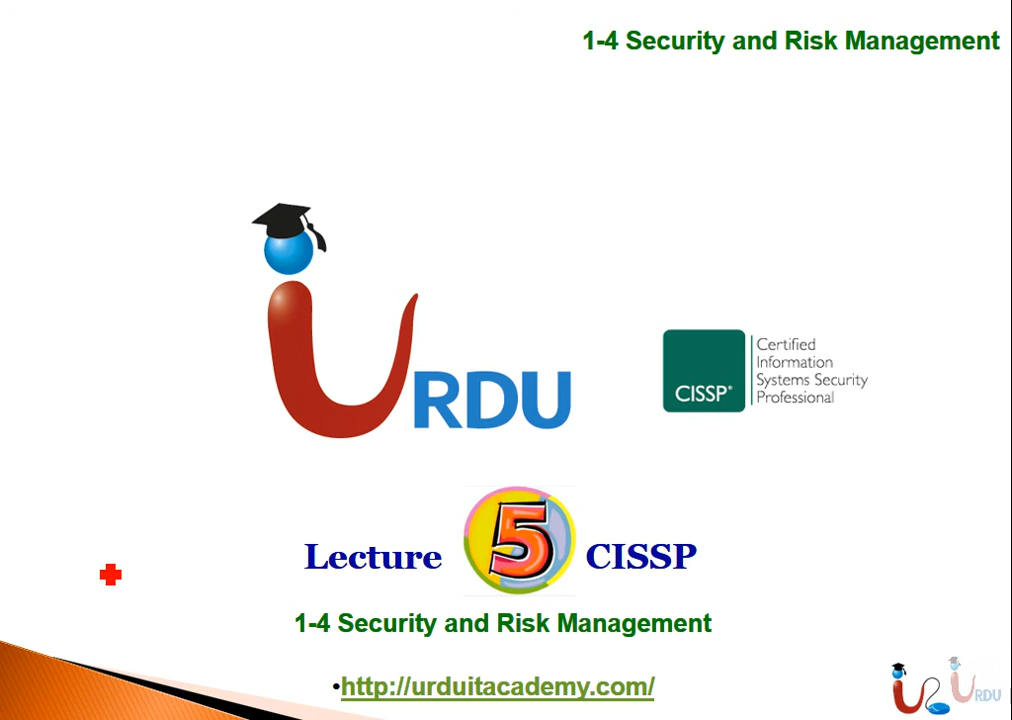 1-4 Security and Risk Management
URDU
CISSP®
Certified
Information
Systems Security
Professional
Lecture 5 CISSP
1-4 Security and Risk Management
•http://urduitacademy.com/
URDU